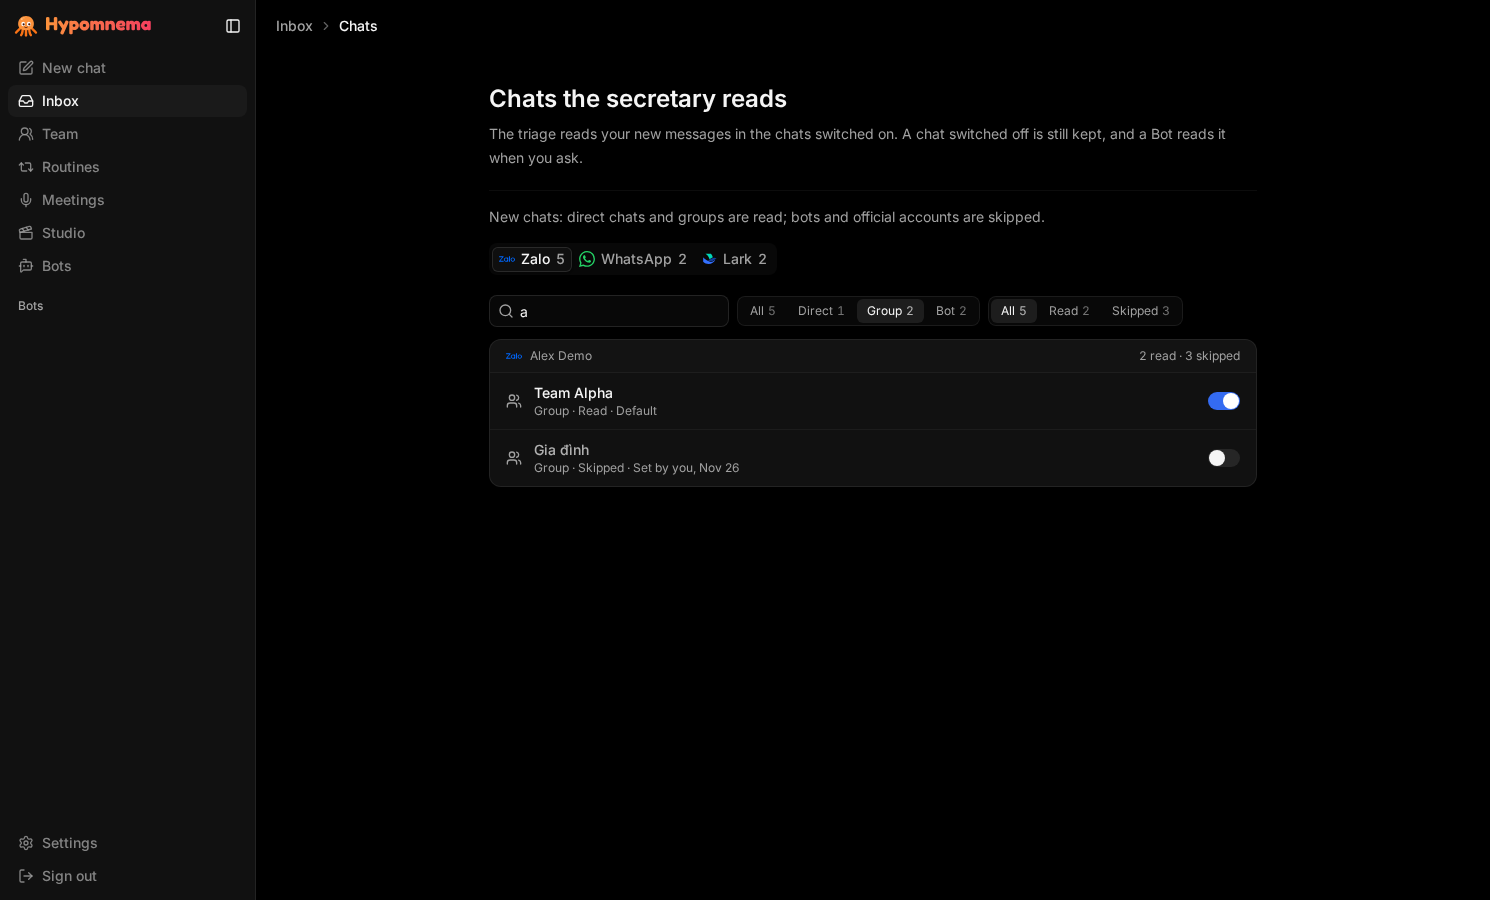 Hypomnema
New chat
Inbox
Team
Routines
Meetings
Studio
Bots
Bots
Settings
Sign out
Inbox > Chats
Chats the secretary reads
The triage reads your new messages in the chats switched on. A chat switched off is still kept, and a Bot reads it
when you ask.
New chats: direct chats and groups are read; bots and official accounts are skipped.
Zalo Zalo 5 WhatsApp 2 Lark 2
a All 5 Direct 1 Group 2 Bot 2 All 5 Read 2 Skipped 3
Zalo Alex Demo 2 read · 3 skipped
Team Alpha
Group · Read · Default
Gia đình
Group · Skipped · Set by you, Nov 26